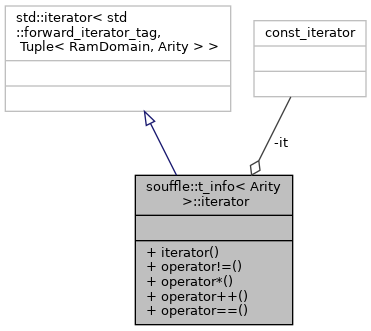 std::iterator< std
::forward_iterator_tag,
Tuple< RamDomain, Arity > >
const_iterator
-it
souffle::t_info< Arity
>::iterator
+ iterator()
+ operator!=()
+ operator*()
+ operator++()
+ operator==()